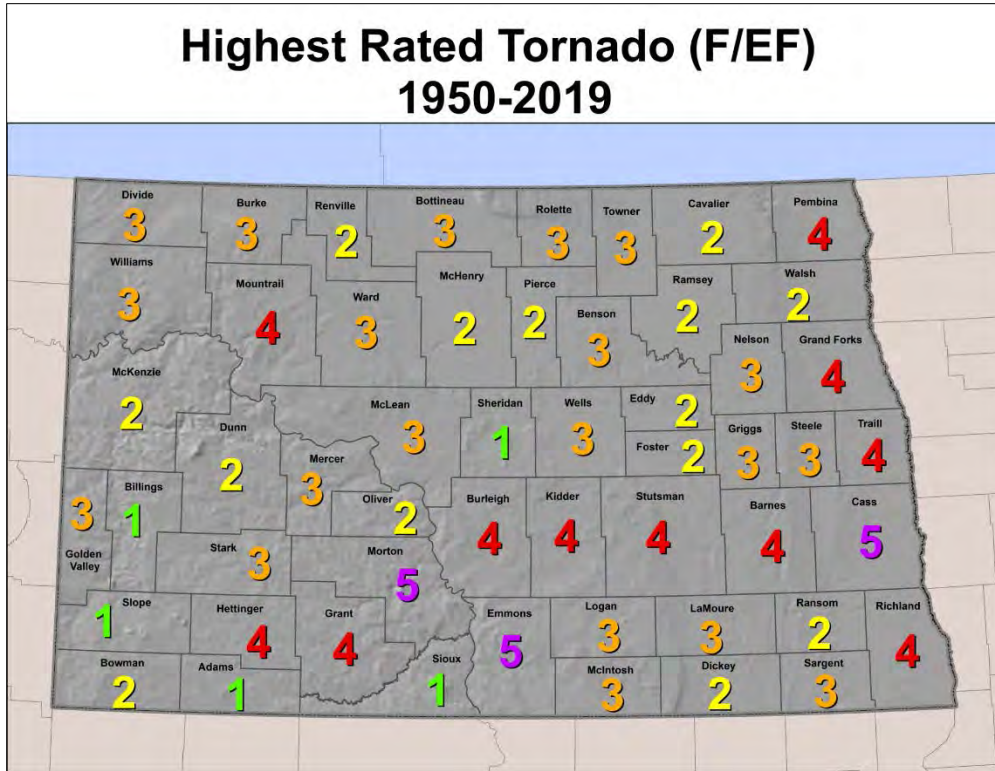 Highest Rated Tornado (F/EF)
1950-2019
Divide
3
Burke
3
Renville
2
Bottineau
3
Rolette
3
Towner
3
Cavalier
2
Pembina
4
Williams
3
Mountrail
4
Ward
3
McHenry
2
Pierce
2
Benson
3
Ramsey
2
Walsh
2
Nelson
3
Grand Forks
4
McKenzie
2
Dunn
2
McLean
3
Mercer
3
Oliver
2
Sheridan
1
Wells
3
Eddy 2
Foster 2
Griggs
3
Steele
3
Traill
4
3
Golden
Valley
Billings
1
Stark 3
Morton
5
Burleigh
4
Kidder
4
Stutsman
4
Barnes
4
Cass
5
Slope
1
Hettinger
4
Grant
4
Sioux
1
Emmons
5
Logan
3
LaMoure
3
Ransom
2
Richland
4
Bowman
2
Adams
1
McIntosh
3
Dickey
2
Sargent
3